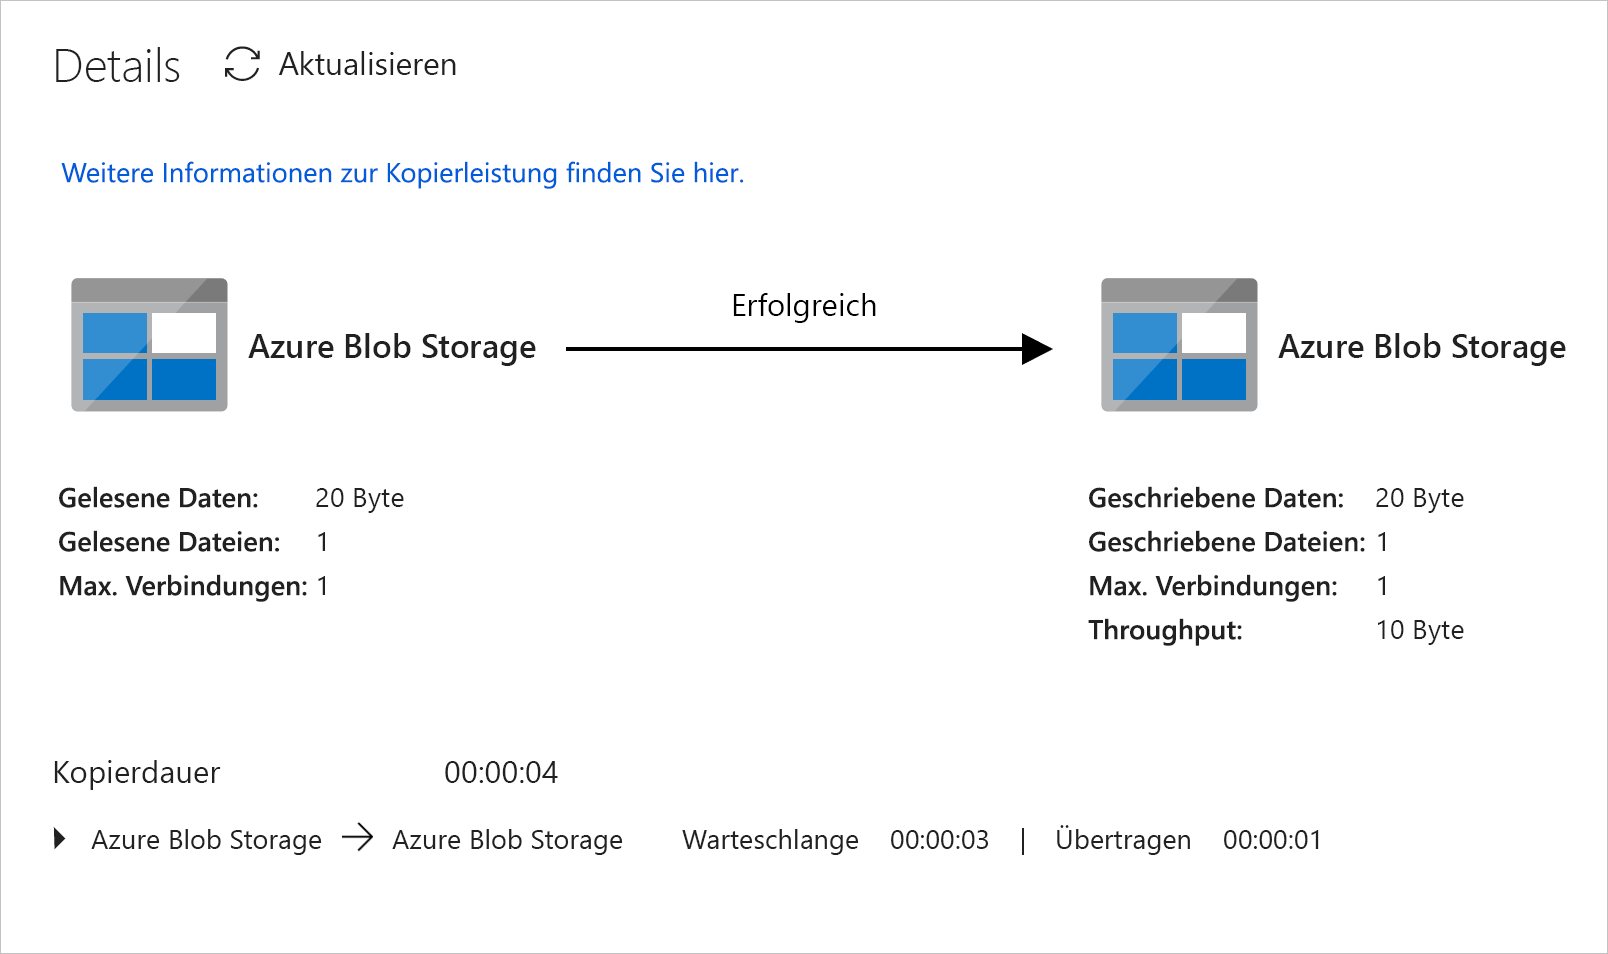 Details Aktualisieren
Weitere Informationen zur Kopierleistung finden Sie hier.
Erfolgreich
Azure Blob Storage Azure Blob Storage
Gelesene Daten: 20 Byte
Gelesene Dateien: 1
Max. Verbindungen: 1
Geschriebene Daten: 20 Byte
Geschriebene Dateien: 1
Max. Verbindungen: 1
Throughput: 10 Byte
Kopierdauer 00:00:04
Azure Blob Storage → Azure Blob Storage Warteschlange 00:00:03 | Übertragen 00:00:01